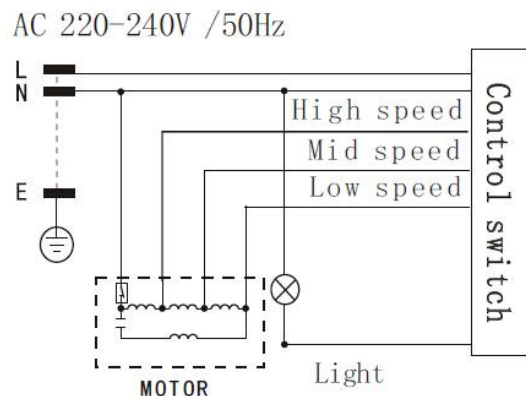 AC 220-240V /50Hz
L
N
High speed
Mid speed
Low speed
E
Control switch
Light
MOTOR